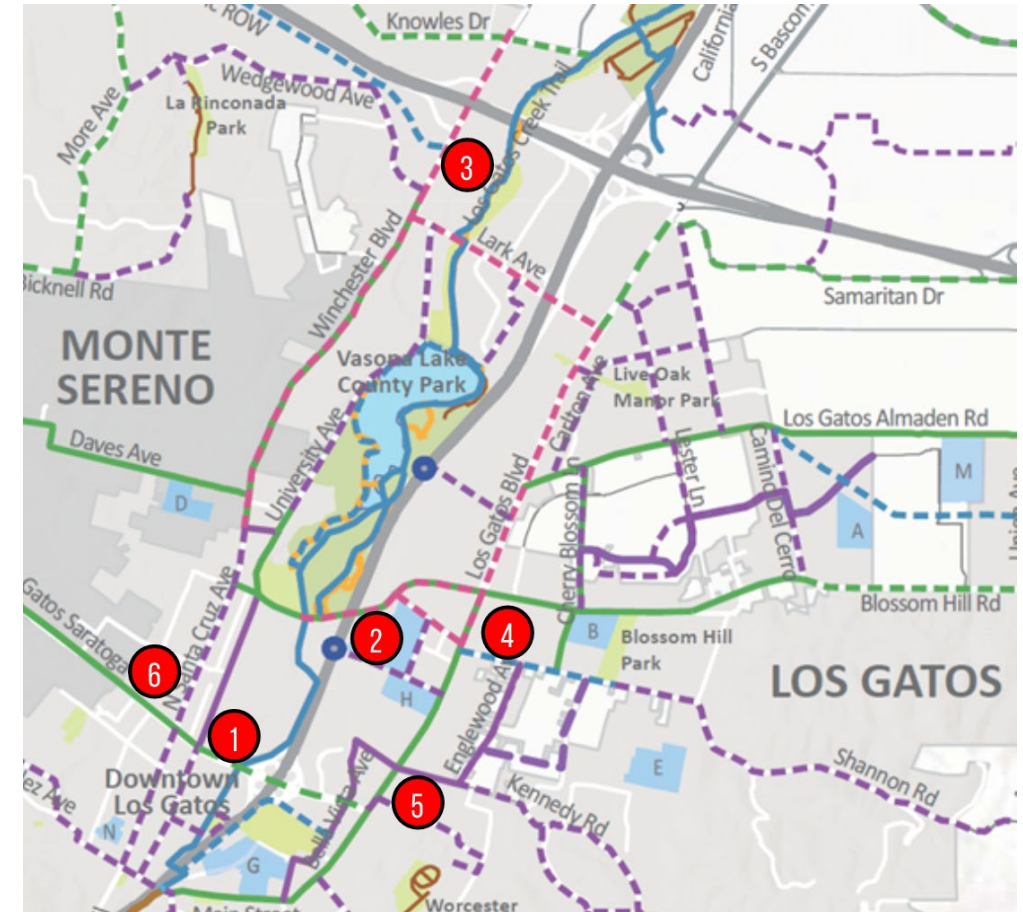 ROW
Knowles Dr
California
S Bascom
Wedgewood Ave
La Rinconada
Park
More Ave
3
Los Gatos Creek Trail
Lark Ave
Winchester Blvd
Bicknell Rd
Samaritan Dr
MONTE
SERENO
Vasona Lake
County Park
Live Oak
Manor Park
Carlton Ave
Los Gatos Almaden Rd
Daves Ave
University Ave
Lester Ln
Camino Del Cerro
M
D
Los Gatos Blvd
Cherry Blossom Ln
A
Union Ave
Blossom Hill Rd
Gatos Saratoga
N Santa Cruz Ave
2
4
B
Blossom Hill
Park
6
LOS GATOS
H
Englewood A
1
E
Shannon Rd
Downtown
Los Gatos
5
Kennedy Rd
Bella Vista Ave
ez Ave
N
G
Main Street
Worcester